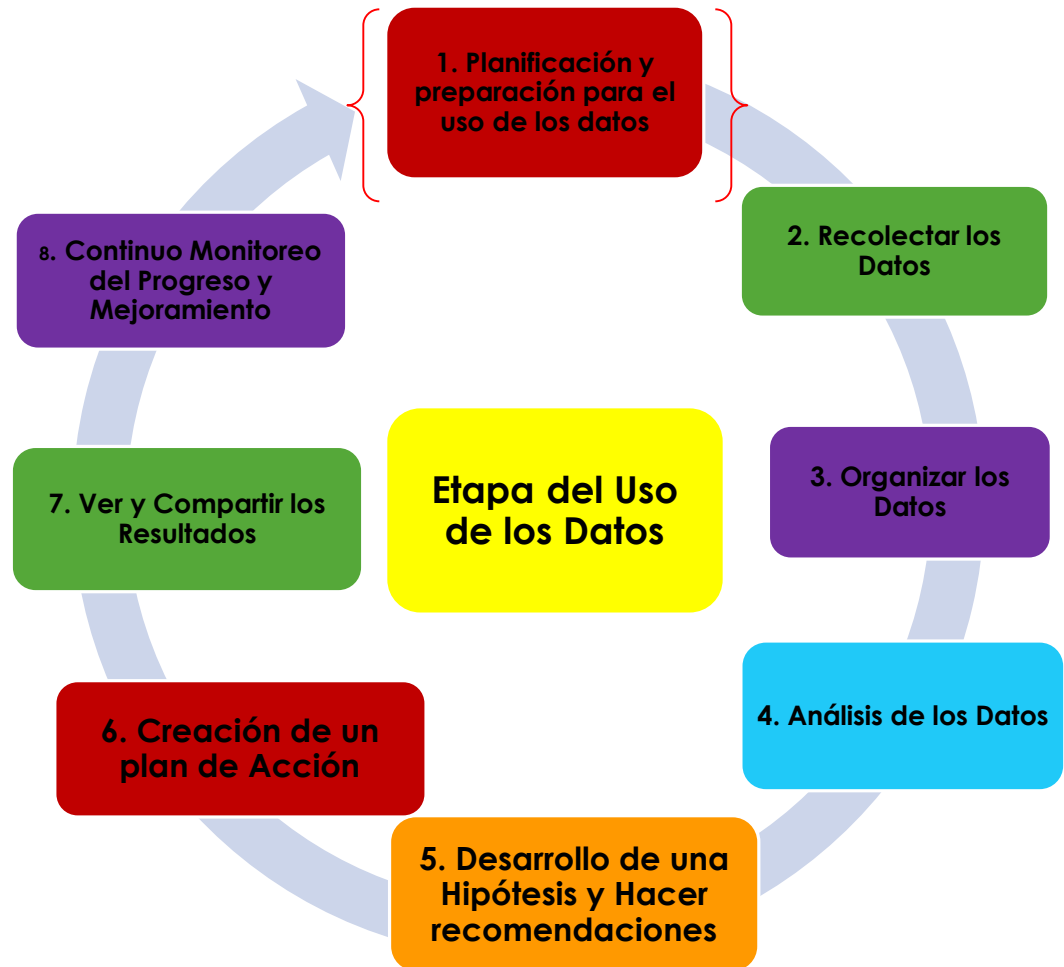 1. Planificación y
preparación para el
uso de los datos
2. Recolectar los
Datos
3. Organizar los
Datos
4. Análisis de los Datos
5. Desarrollo de una
Hipótesis y Hacer
recomendaciones
6. Creación de un
plan de Acción
7. Ver y Compartir los
Resultados
8. Continuo Monitoreo
del Progreso y
Mejoramiento
Etapa del Uso
de los Datos